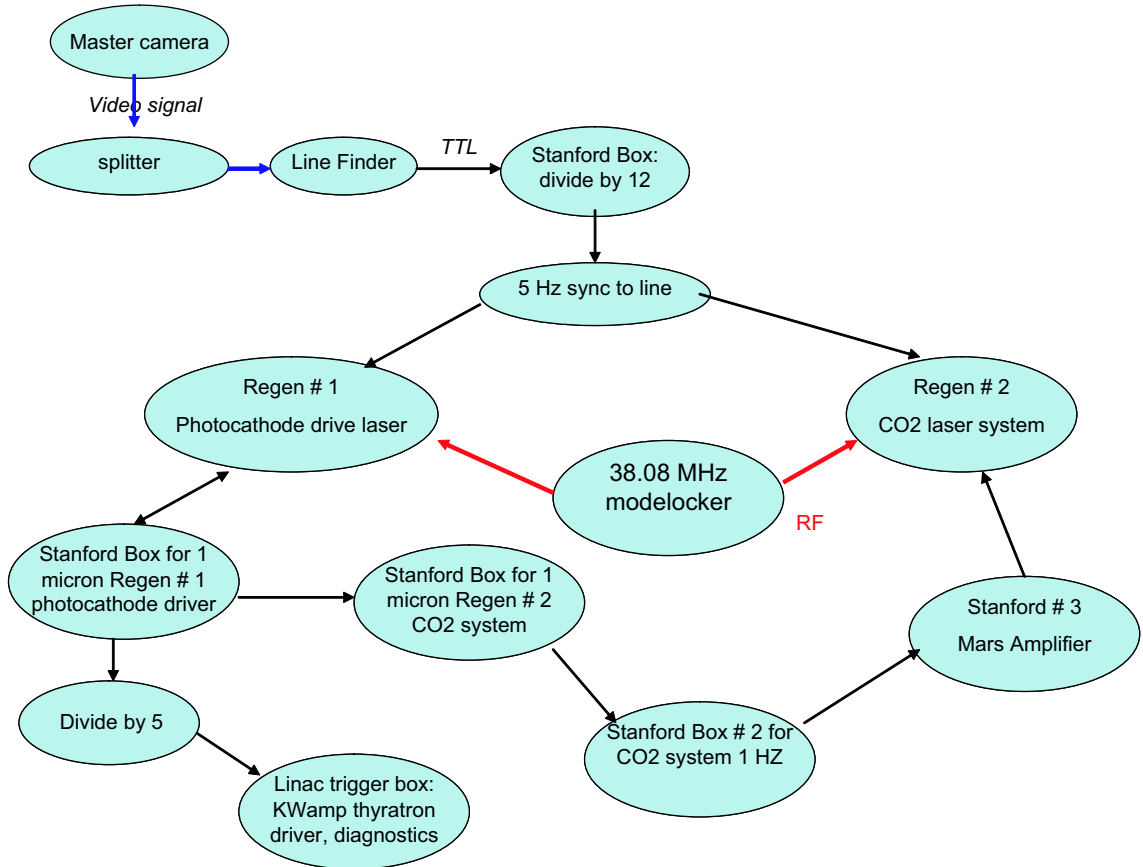 Master camera
Video signal
splitter
Line Finder
TTL
Stanford Box:
divide by 12
5 Hz sync to line
Regen # 1
Photocathode drive laser
Regen # 2
CO2 laser system
38.08 MHz
modelocker
RF
Stanford Box for 1
micron Regen # 1
photocathode driver
Stanford Box for 1
micron Regen # 2
CO2 system
Stanford # 3
Mars Amplifier
Divide by 5
Stanford Box # 2 for
CO2 system 1 HZ
Linac trigger box:
KWamp thyratron
driver, diagnostics